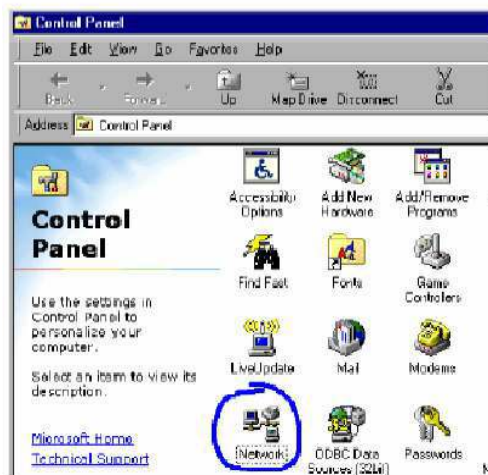 Control Panel
File Edit View Go Favorites Help
Back Forward Up Map Drive Disconnect Cut
Address Control Panel
Control
Panel
Use the settings in
Control Panel to
personalize your
computer.
Select an item to view its
description.
Microsoft Home
Technical Support
Accessibility
Options
Add New
Hardware
Add/Remove
Programs
Find Fast
Fonts
Game
Controllers
LiveUpdate
Mail
Modems
Network
ODBC Data
Sources (32bit)
Passwords